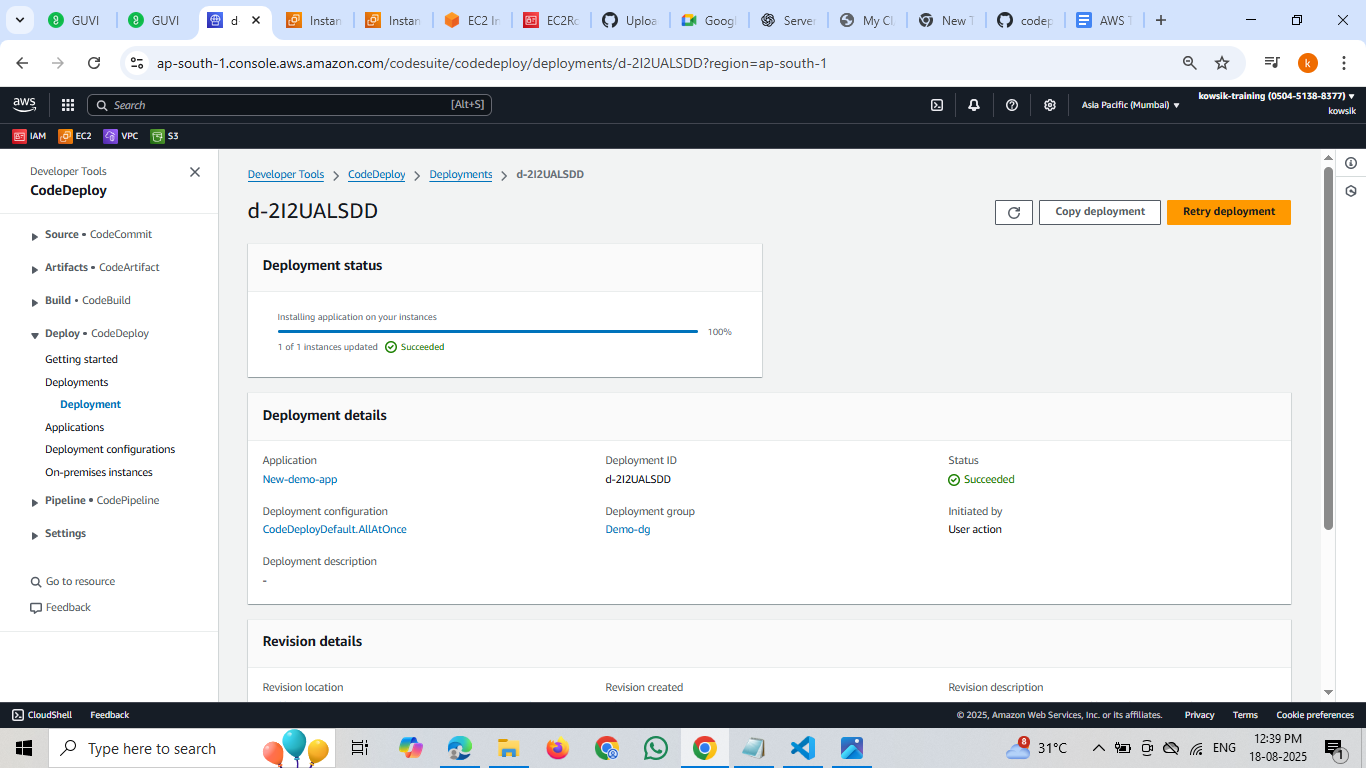 GUVI
GUVI
d
Instan
Instan
EC2 In
EC2Ro
Uploa
Googl
Server
My Cl
New T
codep
AWS T
ap-south-1.console.aws.amazon.com/codesuite/codedeploy/deployments/d-2I2UALSDD?region=ap-south-1
k
aws
Search
[Alt+S]
Asia Pacific (Mumbai)
kowsik-training (0504-5138-8377)
kowsik
IAM
EC2
VPC
S3
Developer Tools
CodeDeploy
Source • CodeCommit
Artifacts • CodeArtifact
Build • CodeBuild
Deploy • CodeDeploy
Getting started
Deployments
Deployment
Applications
Deployment configurations
On-premises instances
Pipeline • CodePipeline
Settings
Go to resource
Feedback
Developer Tools
CodeDeploy
Deployments
d-2I2UALSDD
d-2I2UALSDD
Copy deployment
Retry deployment
Deployment status
Installing application on your instances
100%
1 of 1 instances updated
Succeeded
Deployment details
Application
New-demo-app
Deployment ID
d-2I2UALSDD
Status
Succeeded
Deployment configuration
CodeDeployDefault.AllAtOnce
Deployment group
Demo-dg
Initiated by
User action
Deployment description
-
Revision details
Revision location
Revision created
Revision description
CloudShell
Feedback
© 2025, Amazon Web Services, Inc. or its affiliates.
Privacy
Terms
Cookie preferences
Type here to search
8
31°C
ENG
12:39 PM
18-08-2025
1